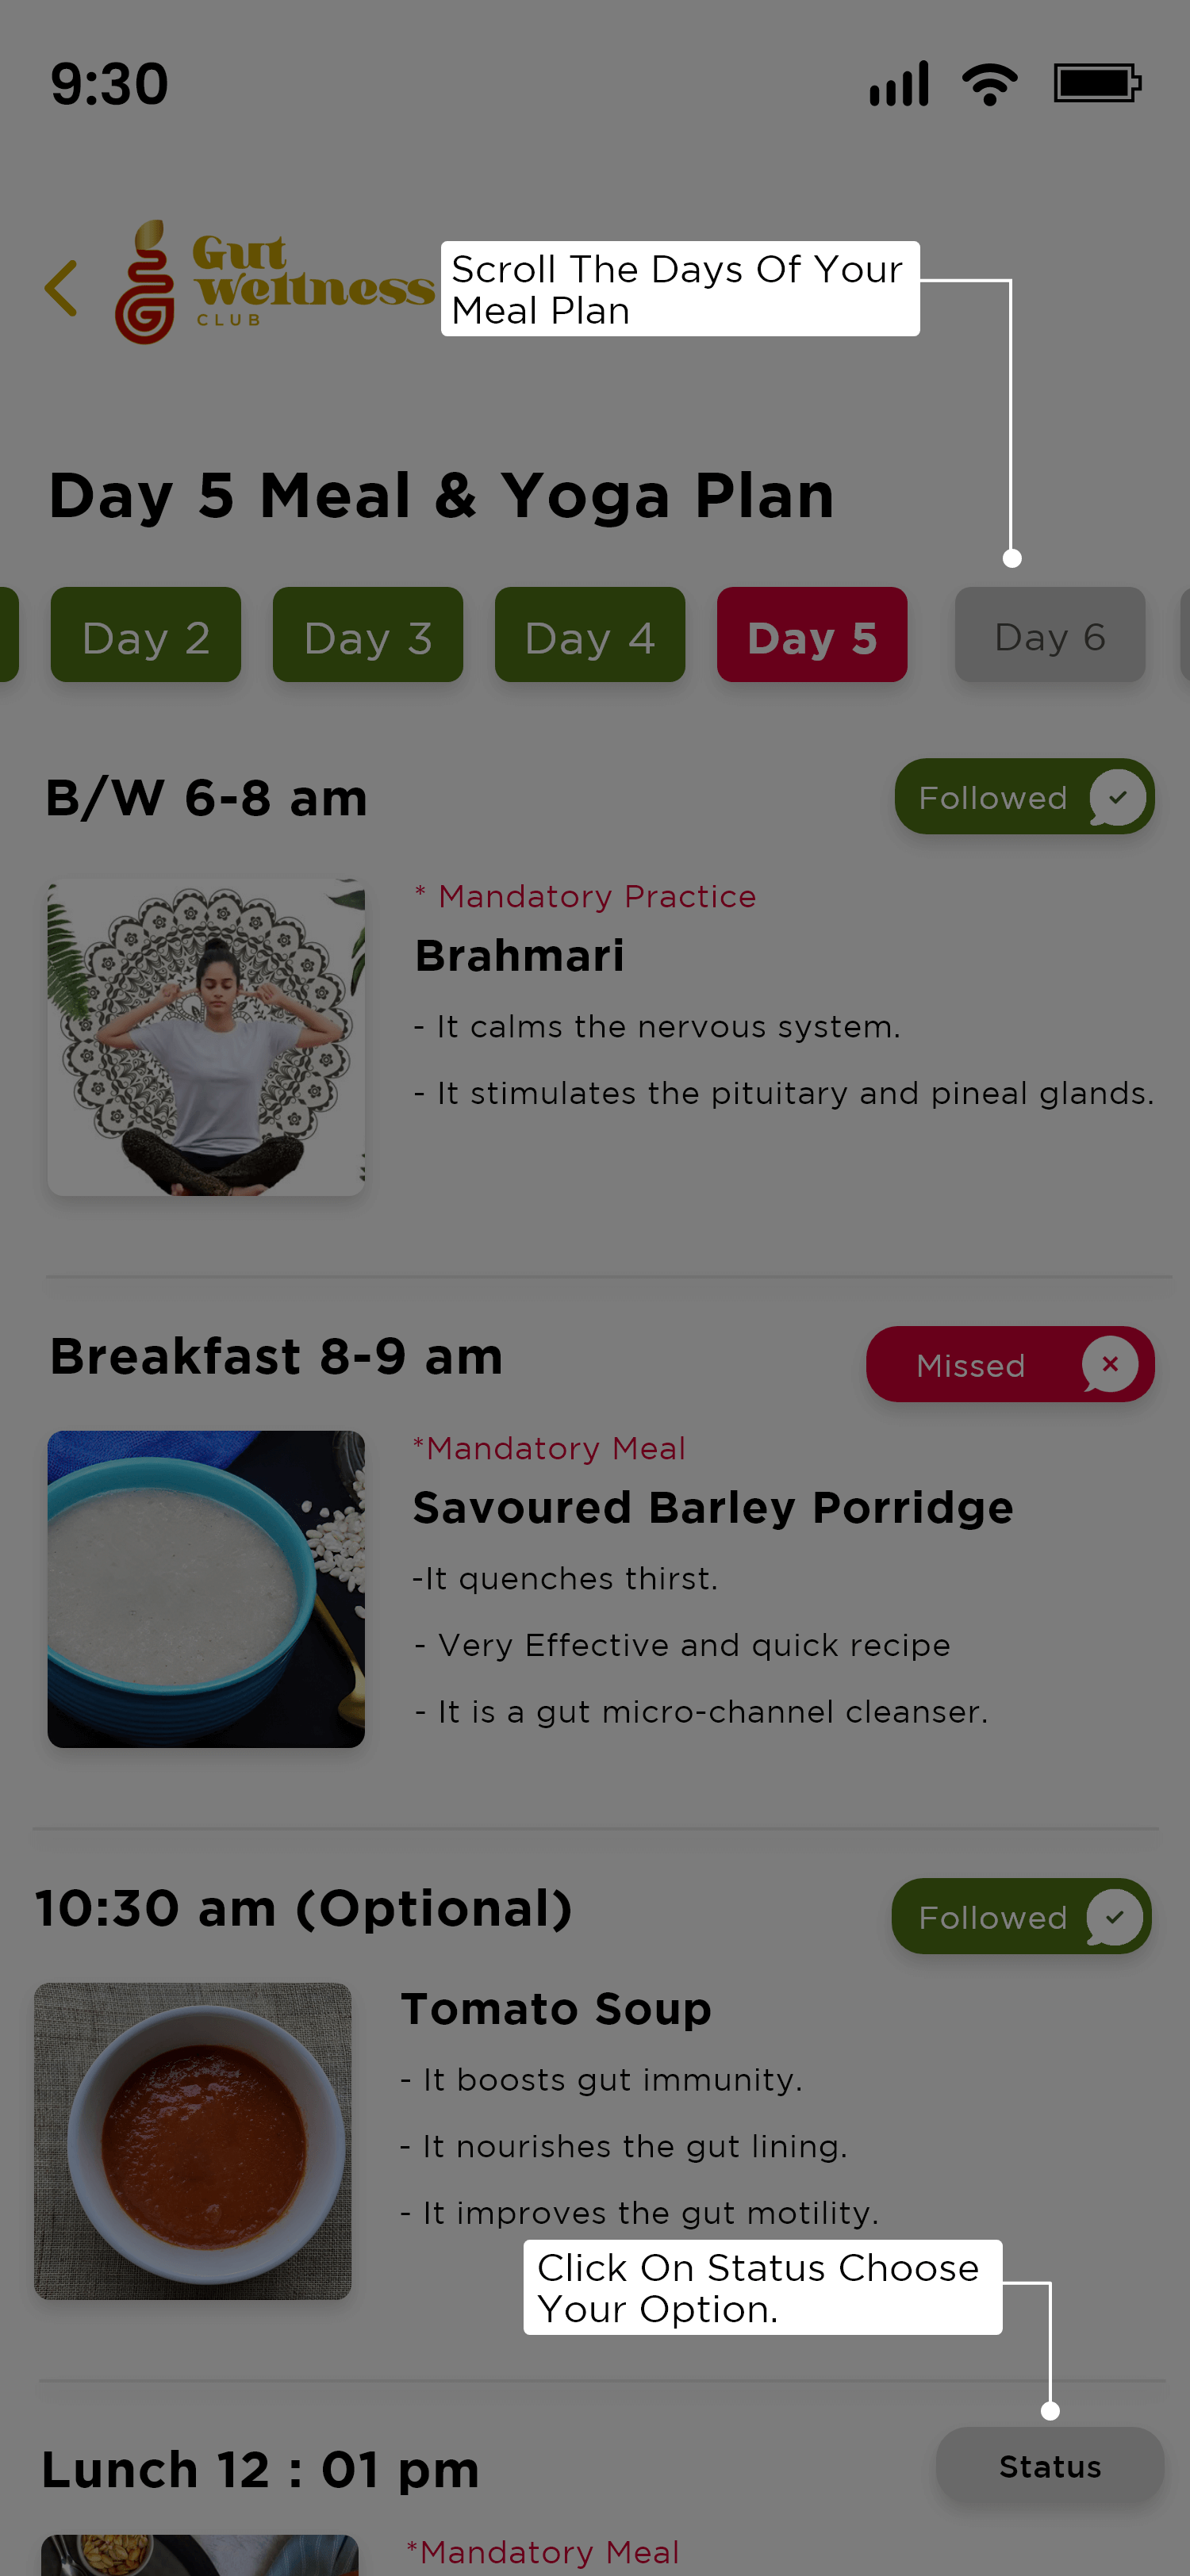 9:30
Gut
Wellness
CLUB
Scroll The Days Of Your
Meal Plan
Day 5 Meal & Yoga Plan
Day 2
Day 3
Day 4
Day 5
Day 6
B/W 6-8 am
Followed
* Mandatory Practice
Brahmari
- It calms the nervous system.
- It stimulates the pituitary and pineal glands.
Breakfast 8-9 am
Missed
*Mandatory Meal
Savoured Barley Porridge
-It quenches thirst.
- Very Effective and quick recipe
- It is a gut micro-channel cleanser.
10:30 am (Optional)
Followed
Tomato Soup
- It boosts gut immunity.
- It nourishes the gut lining.
- It improves the gut motility.
Click On Status Choose
Your Option.
Lunch 12 : 01 pm
Status
*Mandatory Meal